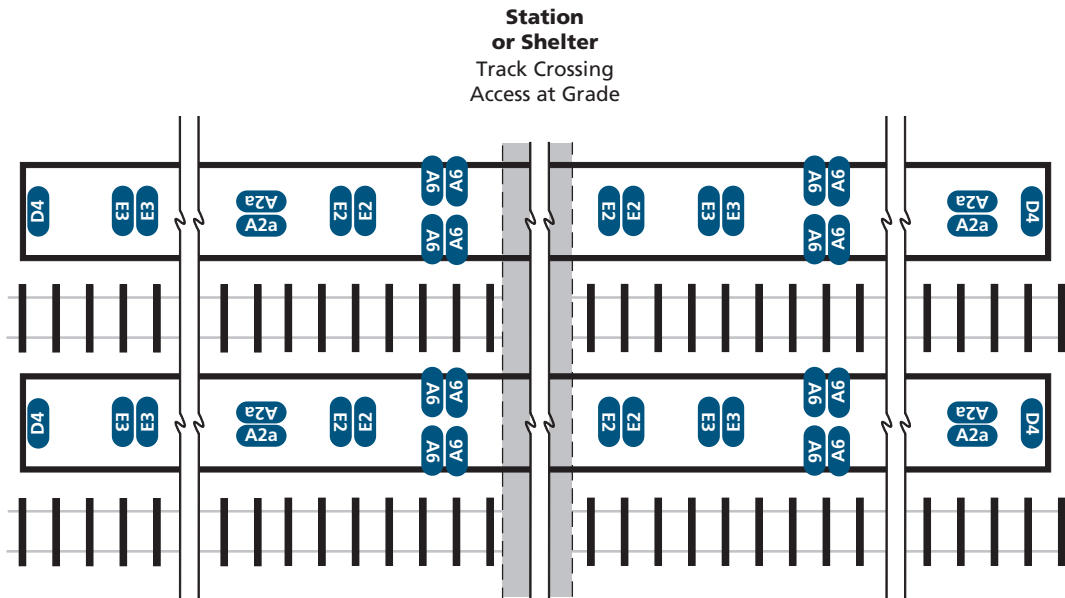 Station
or Shelter
Track Crossing
Access at Grade
A6 A6 A6 A6
A2a A2a
D4 E3 E3 E2 E2 E2 E2 E3 E3 D4
A2a A2a
A6 A6 A6 A6
A6 A6 A6 A6
A2a A2a
D4 E3 E3 E2 E2 E2 E2 E3 E3 D4
A2a A2a
A6 A6 A6 A6